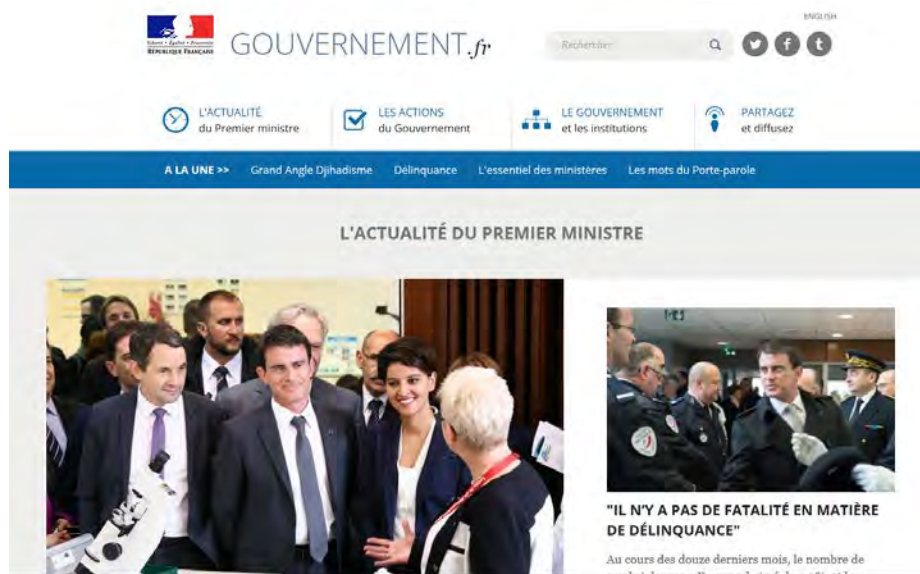 ENGLISH
Liberté • Égalité • Fraternité
RÉPUBLIQUE FRANÇAISE
GOUVERNEMENT.fr
Rechercher
L'ACTUALITÉ
du Premier ministre
LES ACTIONS
du Gouvernement
LE GOUVERNEMENT
et les institutions
PARTAGEZ
et diffusez
A LA UNE >> Grand Angle Djihadisme Délinquance L'essentiel des ministères Les mots du Porte-parole
L'ACTUALITÉ DU PREMIER MINISTRE
"IL N'Y A PAS DE FATALITÉ EN MATIÈRE
DE DÉLINQUANCE"
Au cours des douze derniers mois, le nombre de